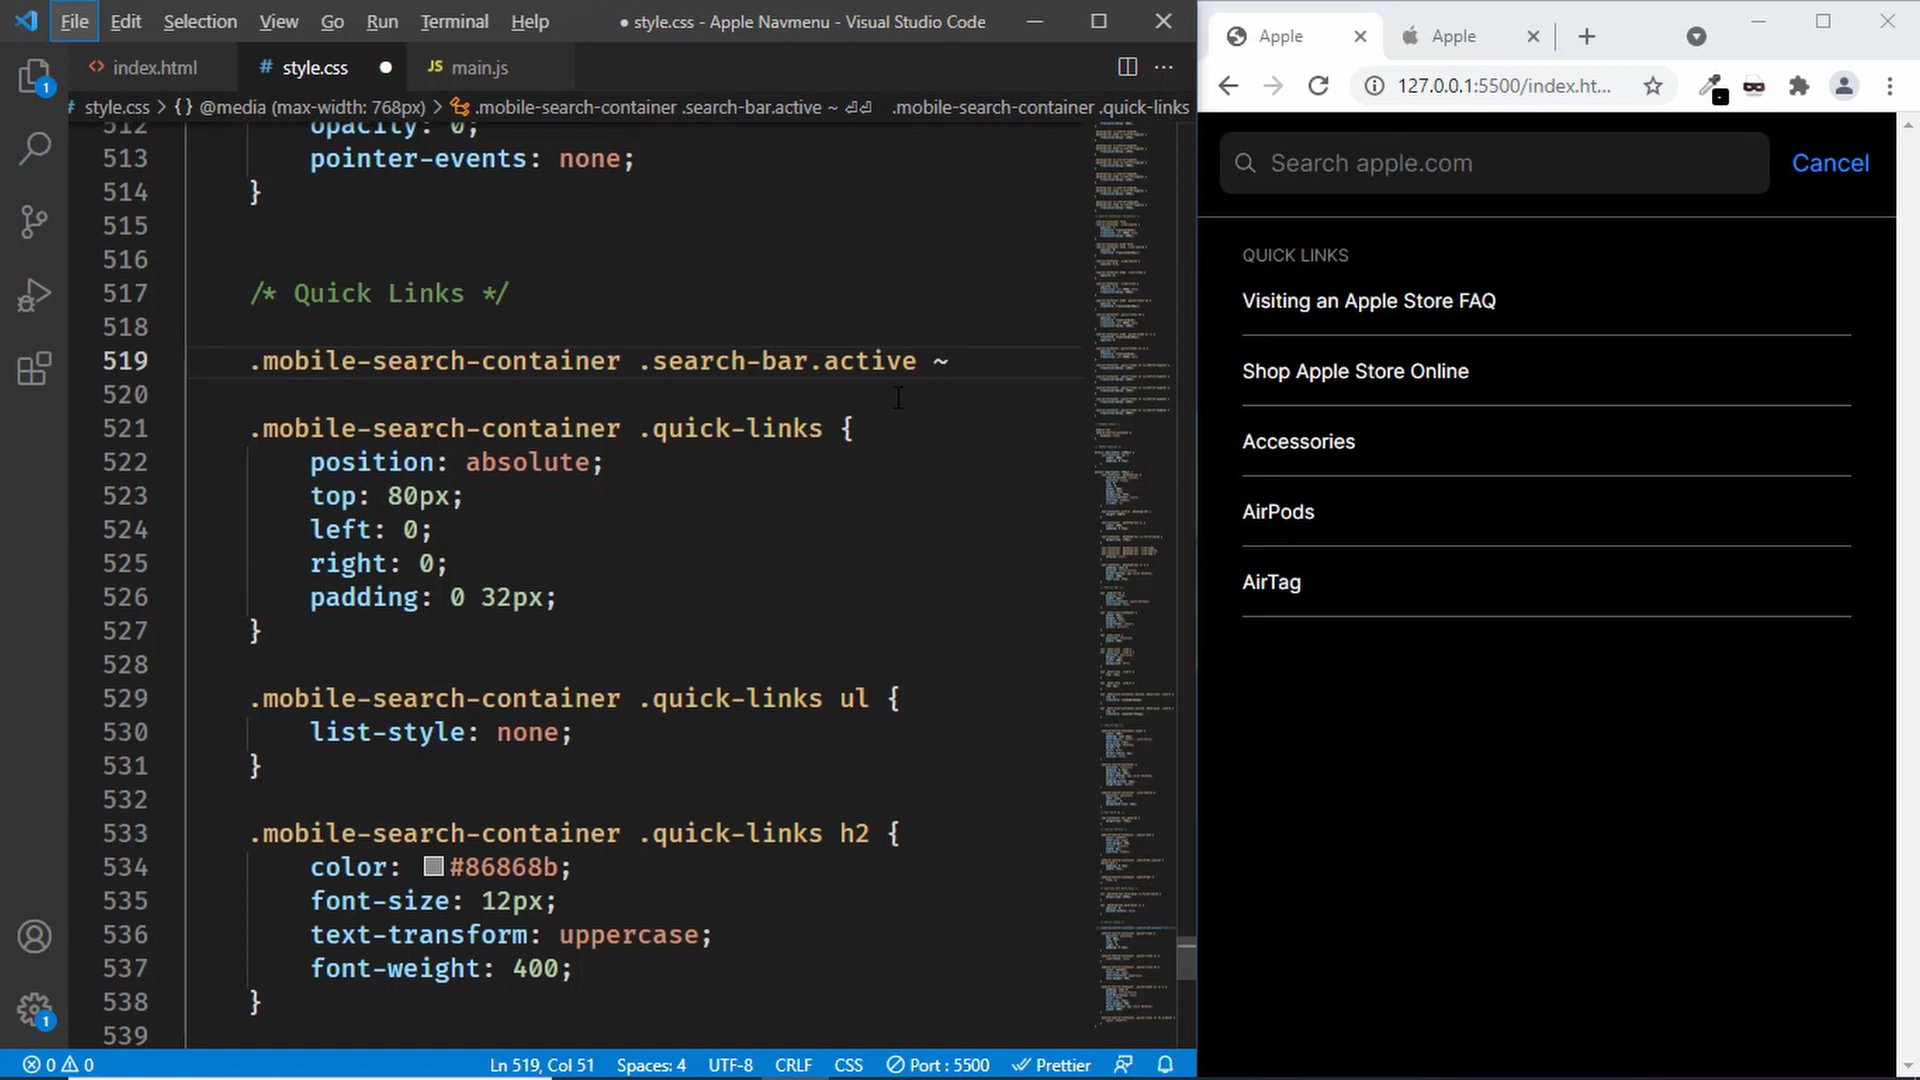 File Edit Selection View Go Run Terminal Help
● style.css - Apple Navmenu - Visual Studio Code
<> index.html
# style.css ●
JS main.js
# style.css > {} @media (max-width: 768px) > .mobile-search-container .search-bar.active ~ ⏎⏎ .mobile-search-container .quick-links
512 opacity: 0;
513 pointer-events: none;
514 }
515
516
517 /* Quick Links */
518
519 .mobile-search-container .search-bar.active ~
520
521 .mobile-search-container .quick-links {
522 position: absolute;
523 top: 80px;
524 left: 0;
525 right: 0;
526 padding: 0 32px;
527 }
528
529 .mobile-search-container .quick-links ul {
530 list-style: none;
531 }
532
533 .mobile-search-container .quick-links h2 {
534 color: #86868b;
535 font-size: 12px;
536 text-transform: uppercase;
537 font-weight: 400;
538 }
539
1
1
0 0
Ln 519, Col 51 Spaces: 4 UTF-8 CRLF CSS Port : 5500 Prettier
Apple
Apple
127.0.0.1:5500/index.ht...
Search apple.com
Cancel
QUICK LINKS
Visiting an Apple Store FAQ
Shop Apple Store Online
Accessories
AirPods
AirTag